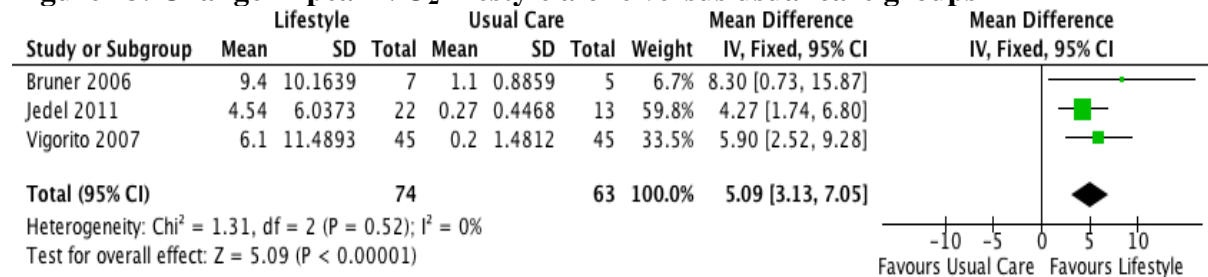 Lifestyle Usual Care Mean Difference Mean Difference
Study or Subgroup Mean SD Total Mean SD Total Weight IV, Fixed, 95% CI IV, Fixed, 95% CI
Bruner 2006 9.4 10.1639 7 1.1 0.8859 5 6.7% 8.30 [0.73, 15.87]
Jedel 2011 4.54 6.0373 22 0.27 0.4468 13 59.8% 4.27 [1.74, 6.80]
Vigorito 2007 6.1 11.4893 45 0.2 1.4812 45 33.5% 5.90 [2.52, 9.28]
Total (95% CI) 74 63 100.0% 5.09 [3.13, 7.05]
Heterogeneity: Chi² = 1.31, df = 2 (P = 0.52); I² = 0%
Test for overall effect: Z = 5.09 (P < 0.00001)
-10 -5 0 5 10
Favours Usual Care Favours Lifestyle